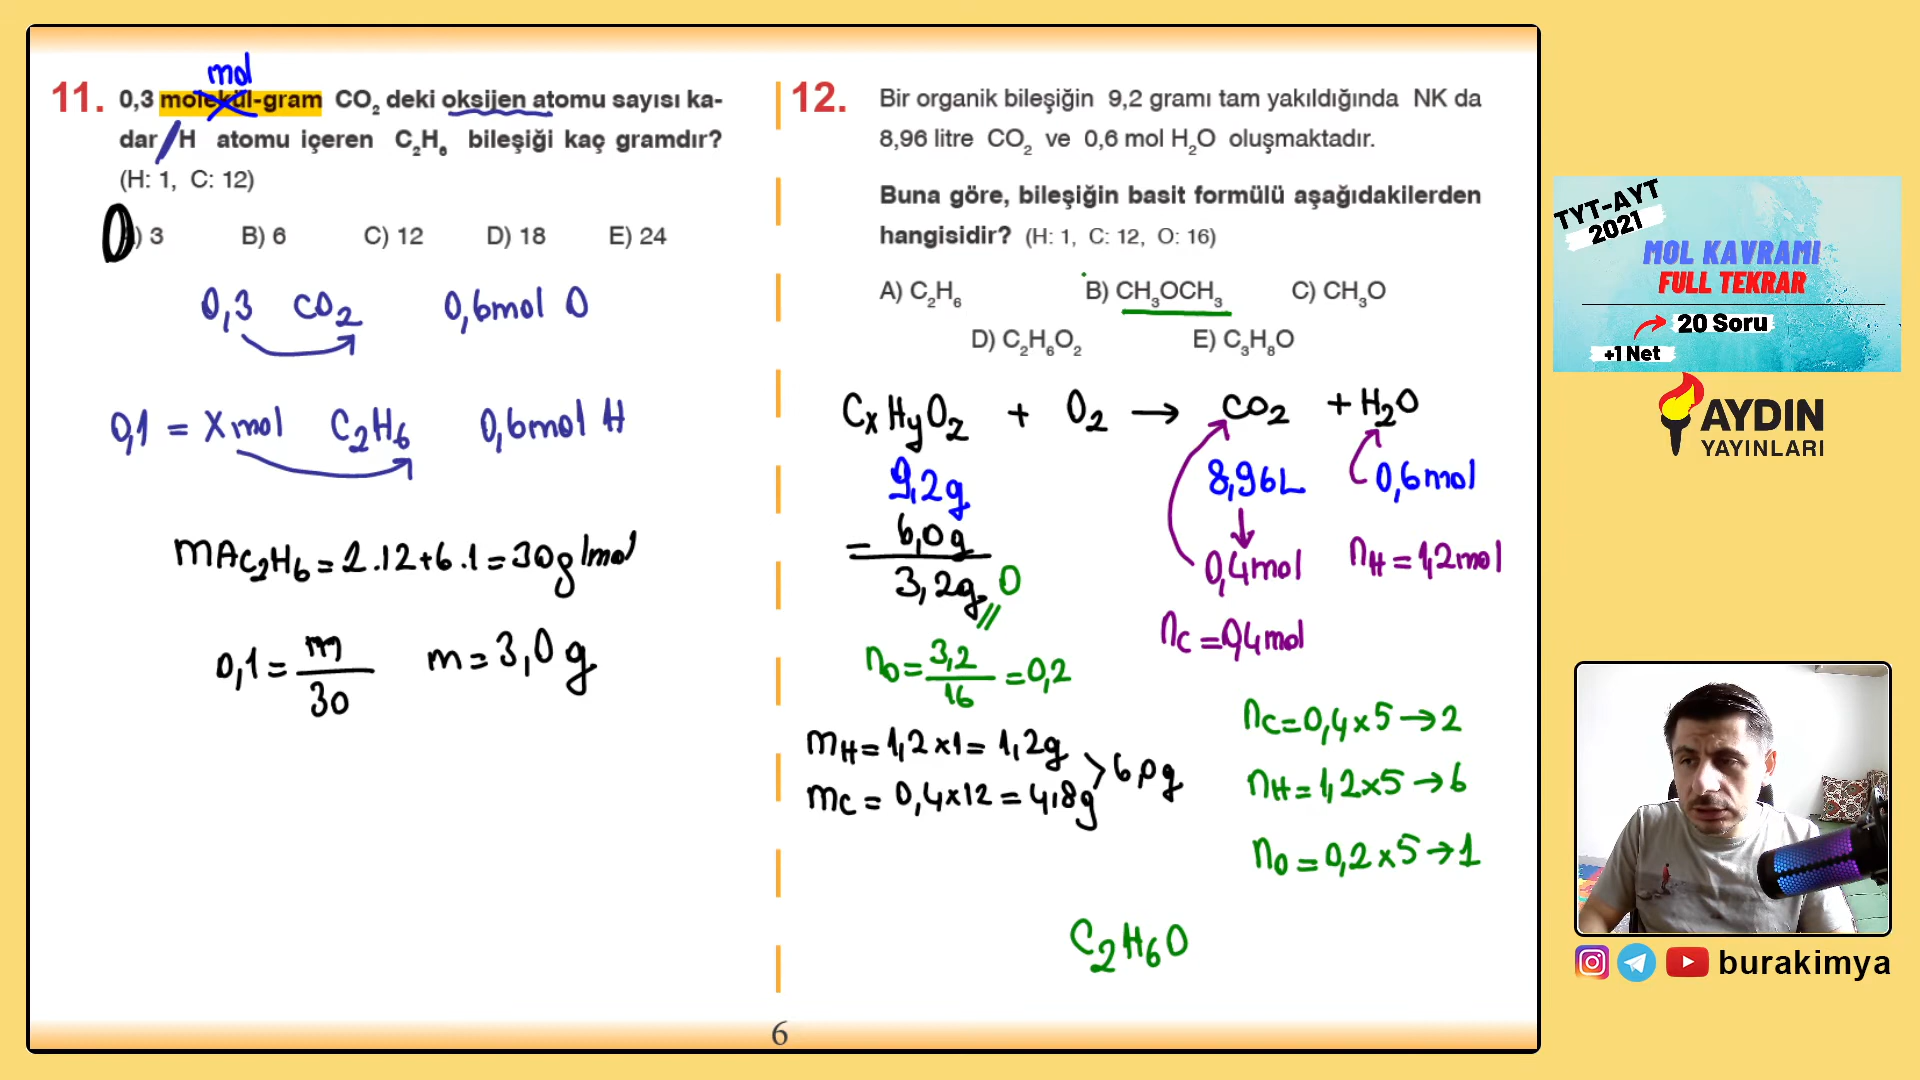 mol
11. 0,3 molekül-gram CO₂ deki oksijen atomu sayısı ka-
dar / H atomu içeren C₂H₆ bileşiği kaç gramdır?
(H: 1, C: 12)
A) 3 B) 6 C) 12 D) 18 E) 24
0,3 CO₂ 0,6mol O
0,1 = X mol C₂H₆ 0,6mol H
MA C₂H₆ = 2.12+6.1=30g/mol
0,1 = m/30 m=3,0 g
12. Bir organik bileşiğin 9,2 gramı tam yakıldığında NK da
8,96 litre CO₂ ve 0,6 mol H₂O oluşmaktadır.
Buna göre, bileşiğin basit formülü aşağıdakilerden
hangisidir? (H: 1, C: 12, O: 16)
A) C₂H₆ B) CH₃OCH₃ C) CH₃O
D) C₂H₆O₂ E) C₃H₈O
CxHyOz + O₂ → CO₂ + H₂O
9,2g 8,96L 0,6mol
- 6,0g
3,2g O 0,4mol nH = 1,2mol
nC = 0,4mol
nO = 3,2/16 = 0,2
mH = 1,2x1= 1,2g
mC = 0,4x12 = 4,8g > 6,0g
nC=0,4x5→2
nH=1,2x5→6
nO=0,2x5→1
C₂H₆O
6
TYT-AYT
2021
MOL KAVRAMI
FULL TEKRAR
20 Soru
+1 Net
AYDIN
YAYINLARI
burakimya